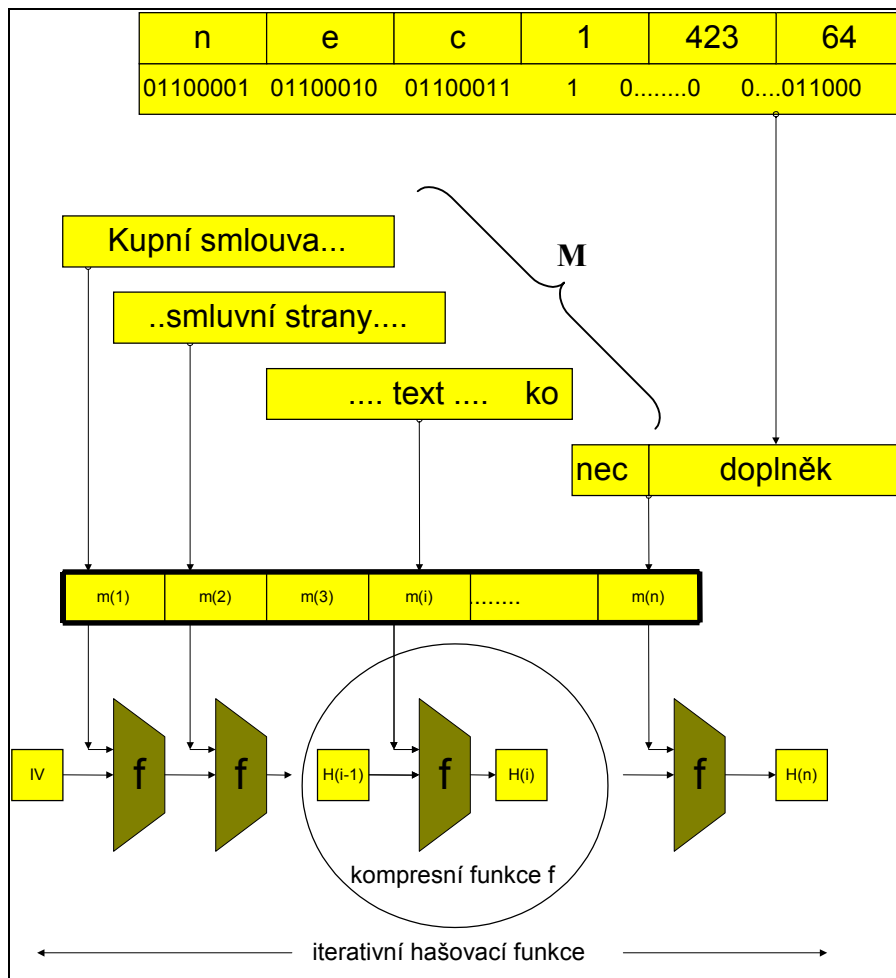 n e c 1 423 64
01100001 01100010 01100011 1 0........0 0....011000
Kupní smlouva...
M
..smluvní strany....
.... text .... ko
nec doplněk
m(1) m(2) m(3) m(i) ........ m(n)
f f f f
IV H(i-1) H(i) H(n)
kompresní funkce f
iterativní hašovací funkce